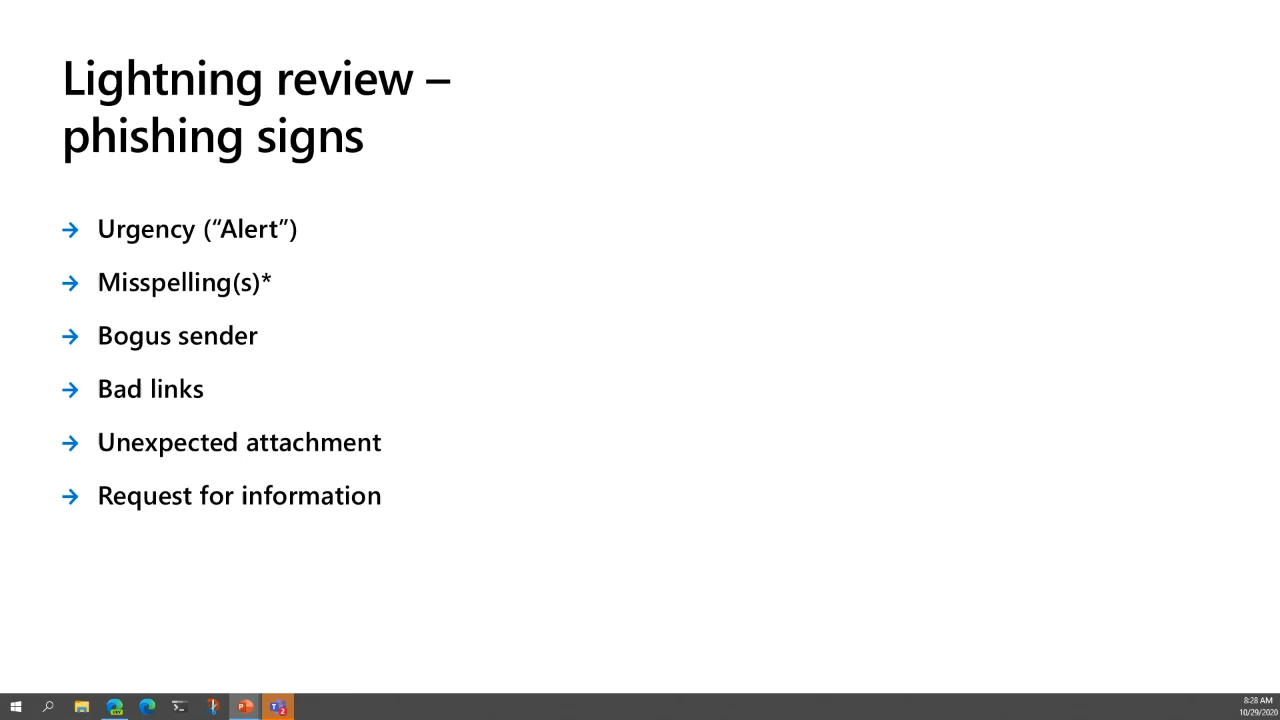 Lightning review –
phishing signs
→ Urgency (“Alert”)
→ Misspelling(s)*
→ Bogus sender
→ Bad links
→ Unexpected attachment
→ Request for information
8:28 AM
10/29/2020